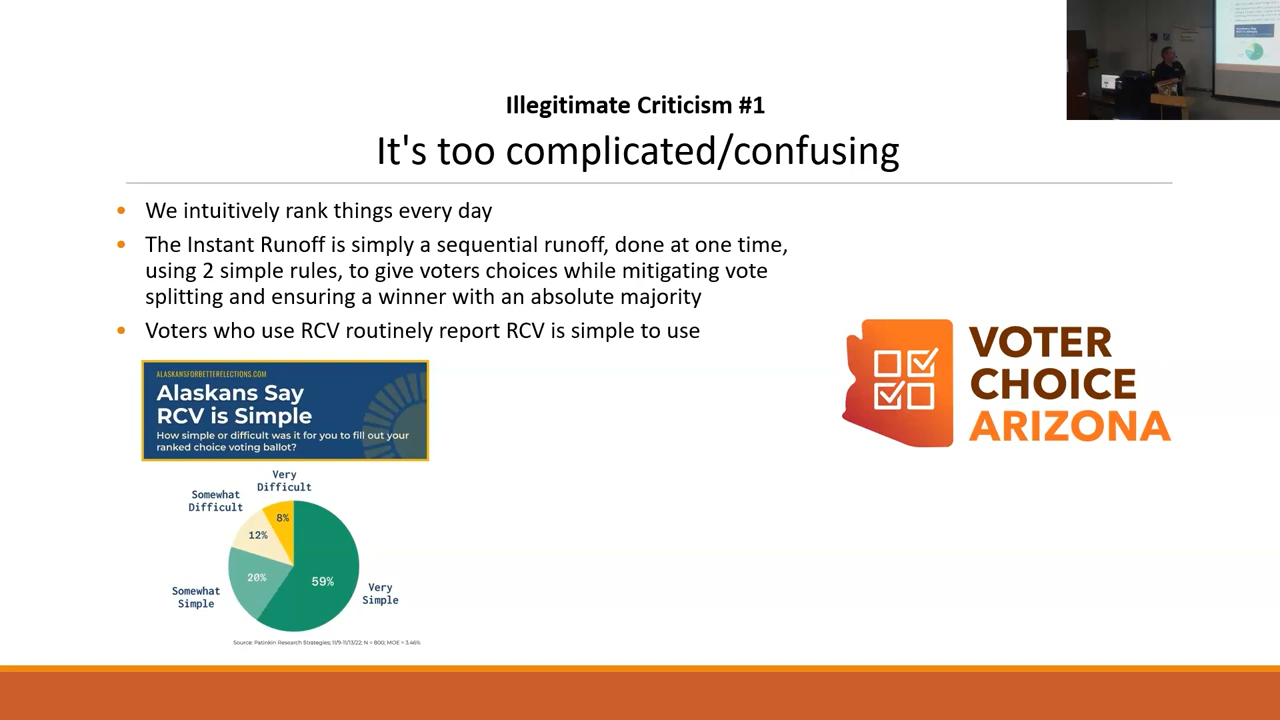 Illegitimate Criticism #1
It's too complicated/confusing
We intuitively rank things every day
The Instant Runoff is simply a sequential runoff, done at one time,
using 2 simple rules, to give voters choices while mitigating vote
splitting and ensuring a winner with an absolute majority
Voters who use RCV routinely report RCV is simple to use
ALASKANSFORBETTERELECTIONS.COM
Alaskans Say
RCV is Simple
How simple or difficult was it for you to fill out your
ranked choice voting ballot?
Very
Difficult
Somewhat
Difficult
8%
12%
20%
59%
Somewhat
Simple
Very
Simple
Source: Patinkin Research Strategies; 11/9-11/13/22; N = 800; MOE = 3.46%
VOTER
CHOICE
ARIZONA